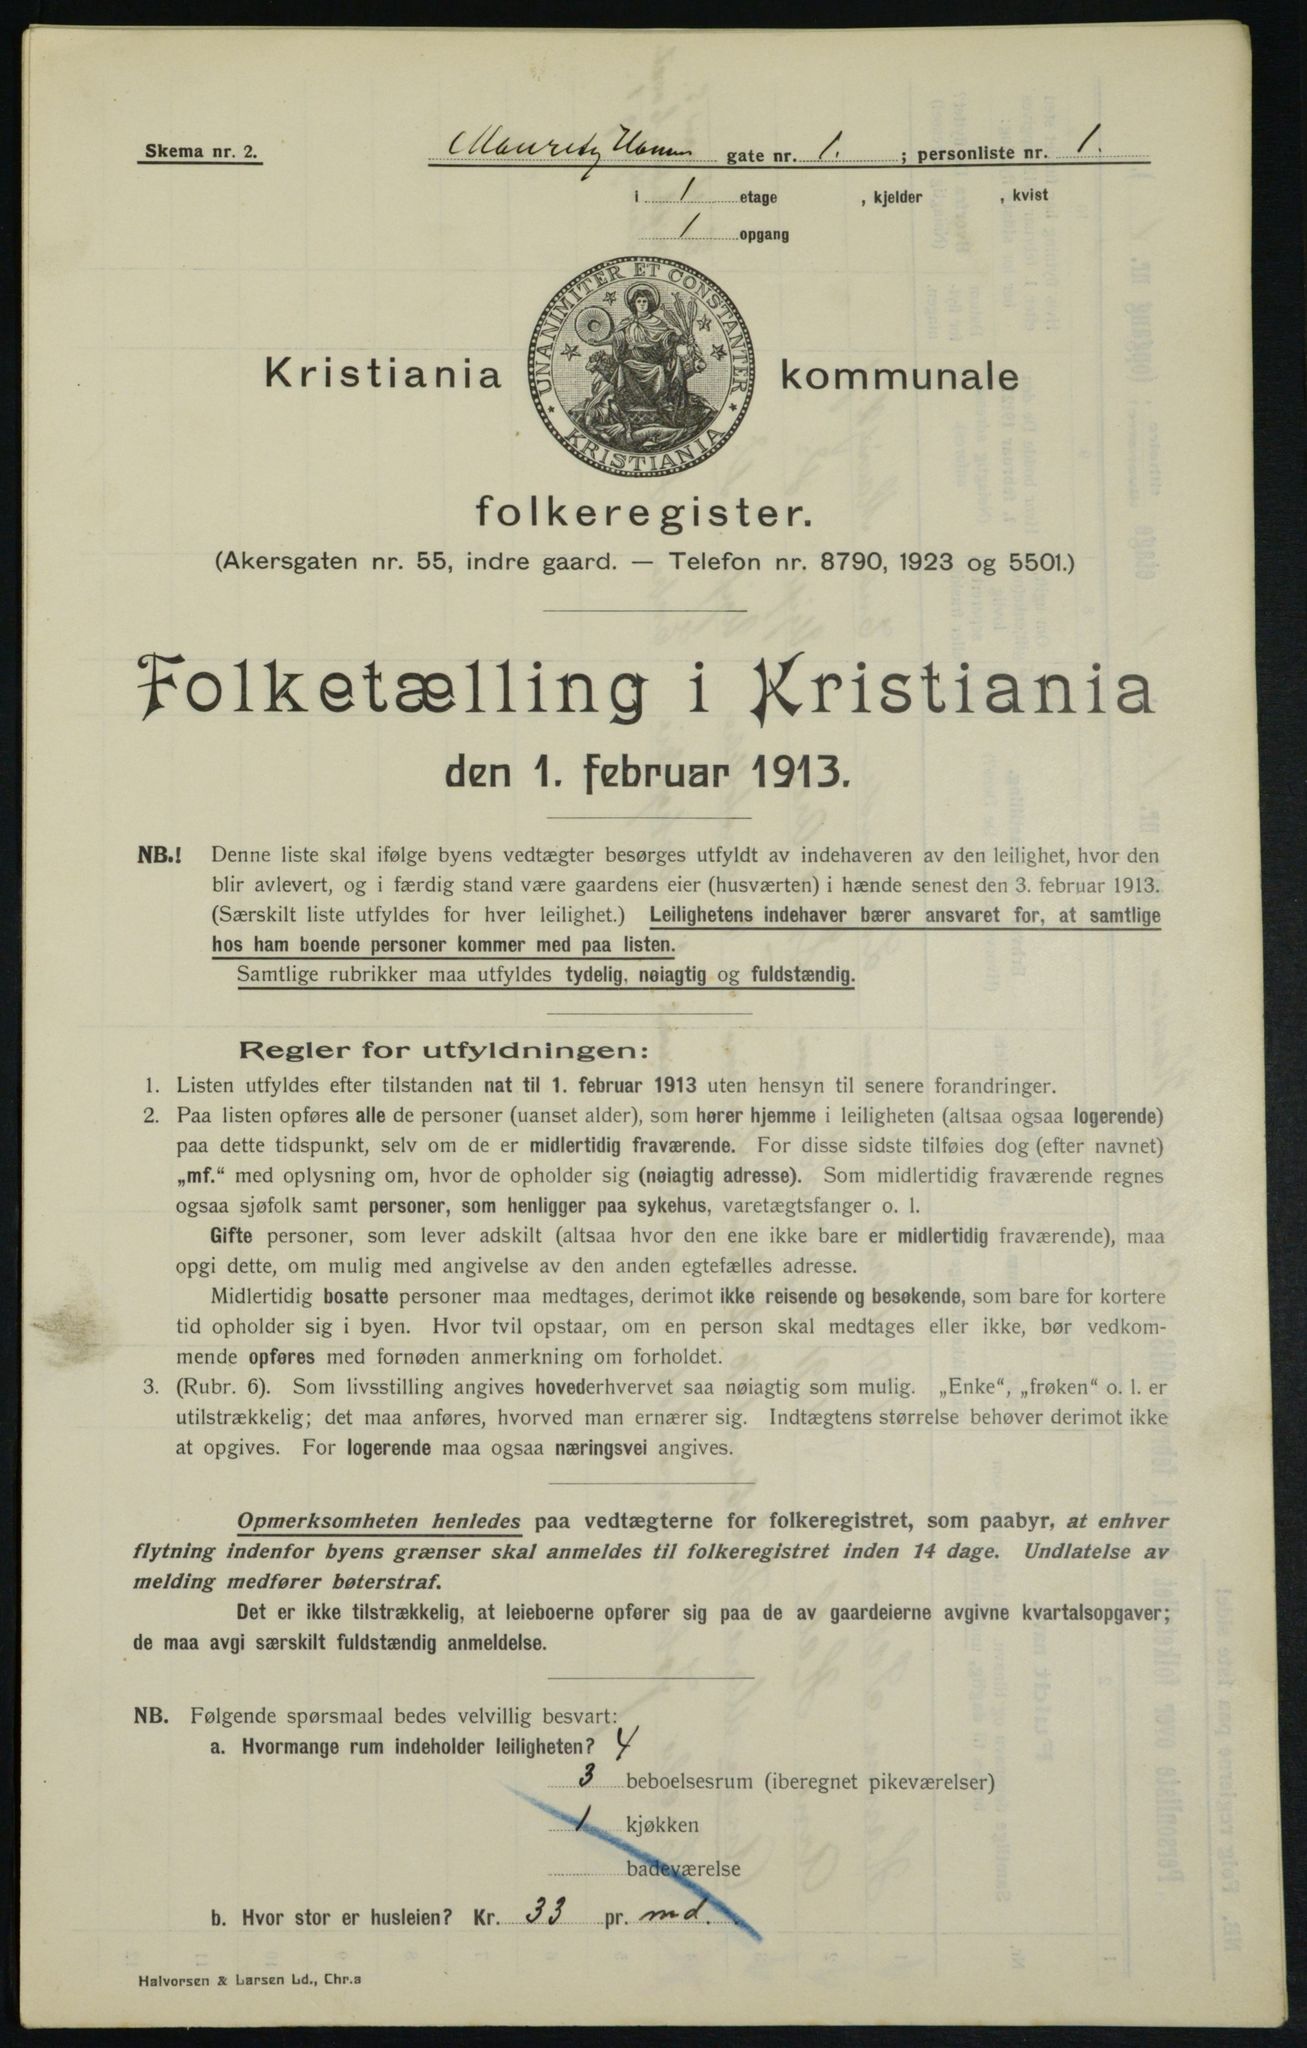 Skema nr. 2.
Mauritz Hansens gate nr. 1. ; personliste nr. 1.
i 1 etage , kjelder , kvist
1 opgang
UNANIMITER ET CONSTANTER
KRISTIANIA
Kristiania kommunale
folkeregister.
(Akersgaten nr. 55, indre gaard. — Telefon nr. 8790, 1923 og 5501.)
Folketælling i Kristiania
den 1. februar 1913.
NB.! Denne liste skal ifølge byens vedtægter besørges utfyldt av indehaveren av den leilighet, hvor den
blir avlevert, og i færdig stand være gaardens eier (husværten) i hænde senest den 3. februar 1913.
(Særskilt liste utfyldes for hver leilighet.) Leilighetens indehaver bærer ansvaret for, at samtlige
hos ham boende personer kommer med paa listen.
Samtlige rubrikker maa utfyldes tydelig, nøiagtig og fuldstændig.
Regler for utfyldningen:
1. Listen utfyldes efter tilstanden nat til 1. februar 1913 uten hensyn til senere forandringer.
2. Paa listen opføres alle de personer (uanset alder), som hører hjemme i leiligheten (altsaa ogsaa logerende)
paa dette tidspunkt, selv om de er midlertidig fraværende. For disse sidste tilføies dog (efter navnet)
„mf.“ med oplysning om, hvor de opholder sig (nøiagtig adresse). Som midlertidig fraværende regnes
ogsaa sjøfolk samt personer, som henligger paa sykehus, varetægtsfanger o. l.
Gifte personer, som lever adskilt (altsaa hvor den ene ikke bare er midlertidig fraværende), maa
opgi dette, om mulig med angivelse av den anden egtefælles adresse.
Midlertidig bosatte personer maa medtages, derimot ikke reisende og besøkende, som bare for kortere
tid opholder sig i byen. Hvor tvil opstaar, om en person skal medtages eller ikke, bør vedkom-
mende opføres med fornøden anmerkning om forholdet.
3. (Rubr. 6). Som livsstilling angives hovederhvervet saa nøiagtig som mulig. „Enke“, „frøken“ o. l. er
utilstrækkelig; det maa anføres, hvorved man ernærer sig. Indtægtens størrelse behøver derimot ikke
at opgives. For logerende maa ogsaa næringsvei angives.
Opmerksomheten henledes paa vedtægterne for folkeregistret, som paabyr, at enhver
flytning indenfor byens grænser skal anmeldes til folkeregistret inden 14 dage. Undlatelse av
melding medfører bøterstraf.
Det er ikke tilstrækkelig, at leieboerne opfører sig paa de av gaardeierne avgivne kvartalsopgaver;
de maa avgi særskilt fuldstændig anmeldelse.
NB. Følgende spørsmaal bedes velvillig besvart:
a. Hvormange rum indeholder leiligheten? 4
3 beboelsesrum (iberegnet pikeværelser)
1 kjøkken
badeværelse
b. Hvor stor er husleien? Kr. 33 pr. md.
Halvorsen & Larsen Ld., Chr.a